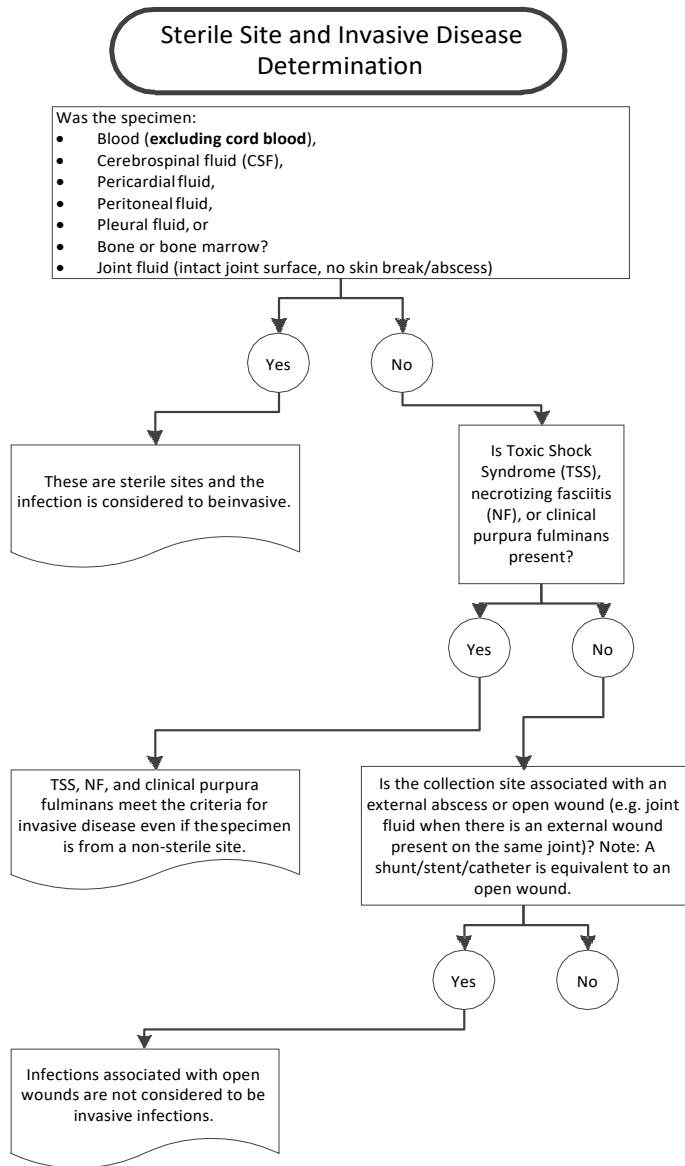 Sterile Site and Invasive Disease
Determination
Was the specimen:
• Blood (excluding cord blood),
• Cerebrospinal fluid (CSF),
• Pericardial fluid,
• Peritoneal fluid,
• Pleural fluid, or
• Bone or bone marrow?
• Joint fluid (intact joint surface, no skin break/abscess)
Yes
No
These are sterile sites and the
infection is considered to beinvasive.
Is Toxic Shock
Syndrome (TSS),
necrotizing fasciitis
(NF), or clinical
purpura fulminans
present?
Yes
No
TSS, NF, and clinical purpura
fulminans meet the criteria for
invasive disease even if the specimen
is from a non-sterile site.
Is the collection site associated with an
external abscess or open wound (e.g. joint
fluid when there is an external wound
present on the same joint)? Note: A
shunt/stent/catheter is equivalent to an
open wound.
Yes
No
Infections associated with open
wounds are not considered to be
invasive infections.